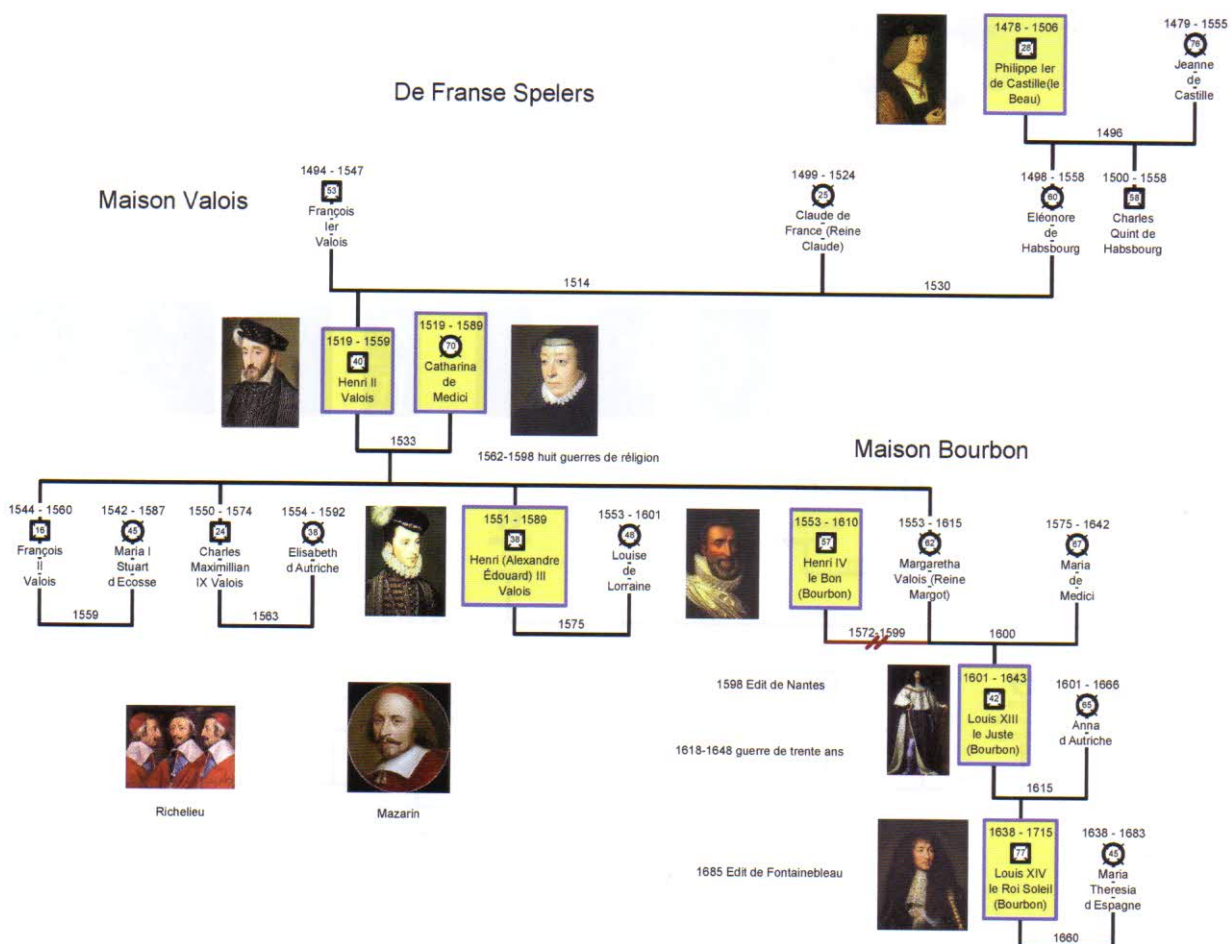 De Franse Spelers
1478 - 1506
28
Philippe Ier
de Castille(le
Beau)
1479 - 1555
76
Jeanne
de
Castille
1496
Maison Valois
1494 - 1547
53
François
Ier
Valois
1499 - 1524
25
Claude de
France (Reine
Claude)
1498 - 1558
60
Eléonore
de
Habsbourg
1500 - 1558
58
Charles
Quint de
Habsbourg
1514
1530
1519 - 1559
40
Henri II
Valois
1519 - 1589
70
Catharina
de
Medici
1533
1562-1598 huit guerres de réligion
Maison Bourbon
1544 - 1560
16
François
II
Valois
1542 - 1587
45
Maria I
Stuart
d Ecosse
1559
1550 - 1574
24
Charles
Maximillian
IX Valois
1554 - 1592
38
Elisabeth
d Autriche
1563
1551 - 1589
38
Henri (Alexandre
Édouard) III
Valois
1553 - 1601
48
Louise
de
Lorraine
1575
1553 - 1610
57
Henri IV
le Bon
(Bourbon)
1553 - 1615
62
Margaretha
Valois (Reine
Margot)
1575 - 1642
67
Maria
de
Medici
1572-1599
1600
1598 Edit de Nantes
1601 - 1643
42
Louis XIII
le Juste
(Bourbon)
1601 - 1666
65
Anna
d Autriche
1618-1648 guerre de trente ans
1615
Richelieu
Mazarin
1685 Edit de Fontainebleau
1638 - 1715
77
Louis XIV
le Roi Soleil
(Bourbon)
1638 - 1683
45
Maria
Theresia
d Espagne
1660